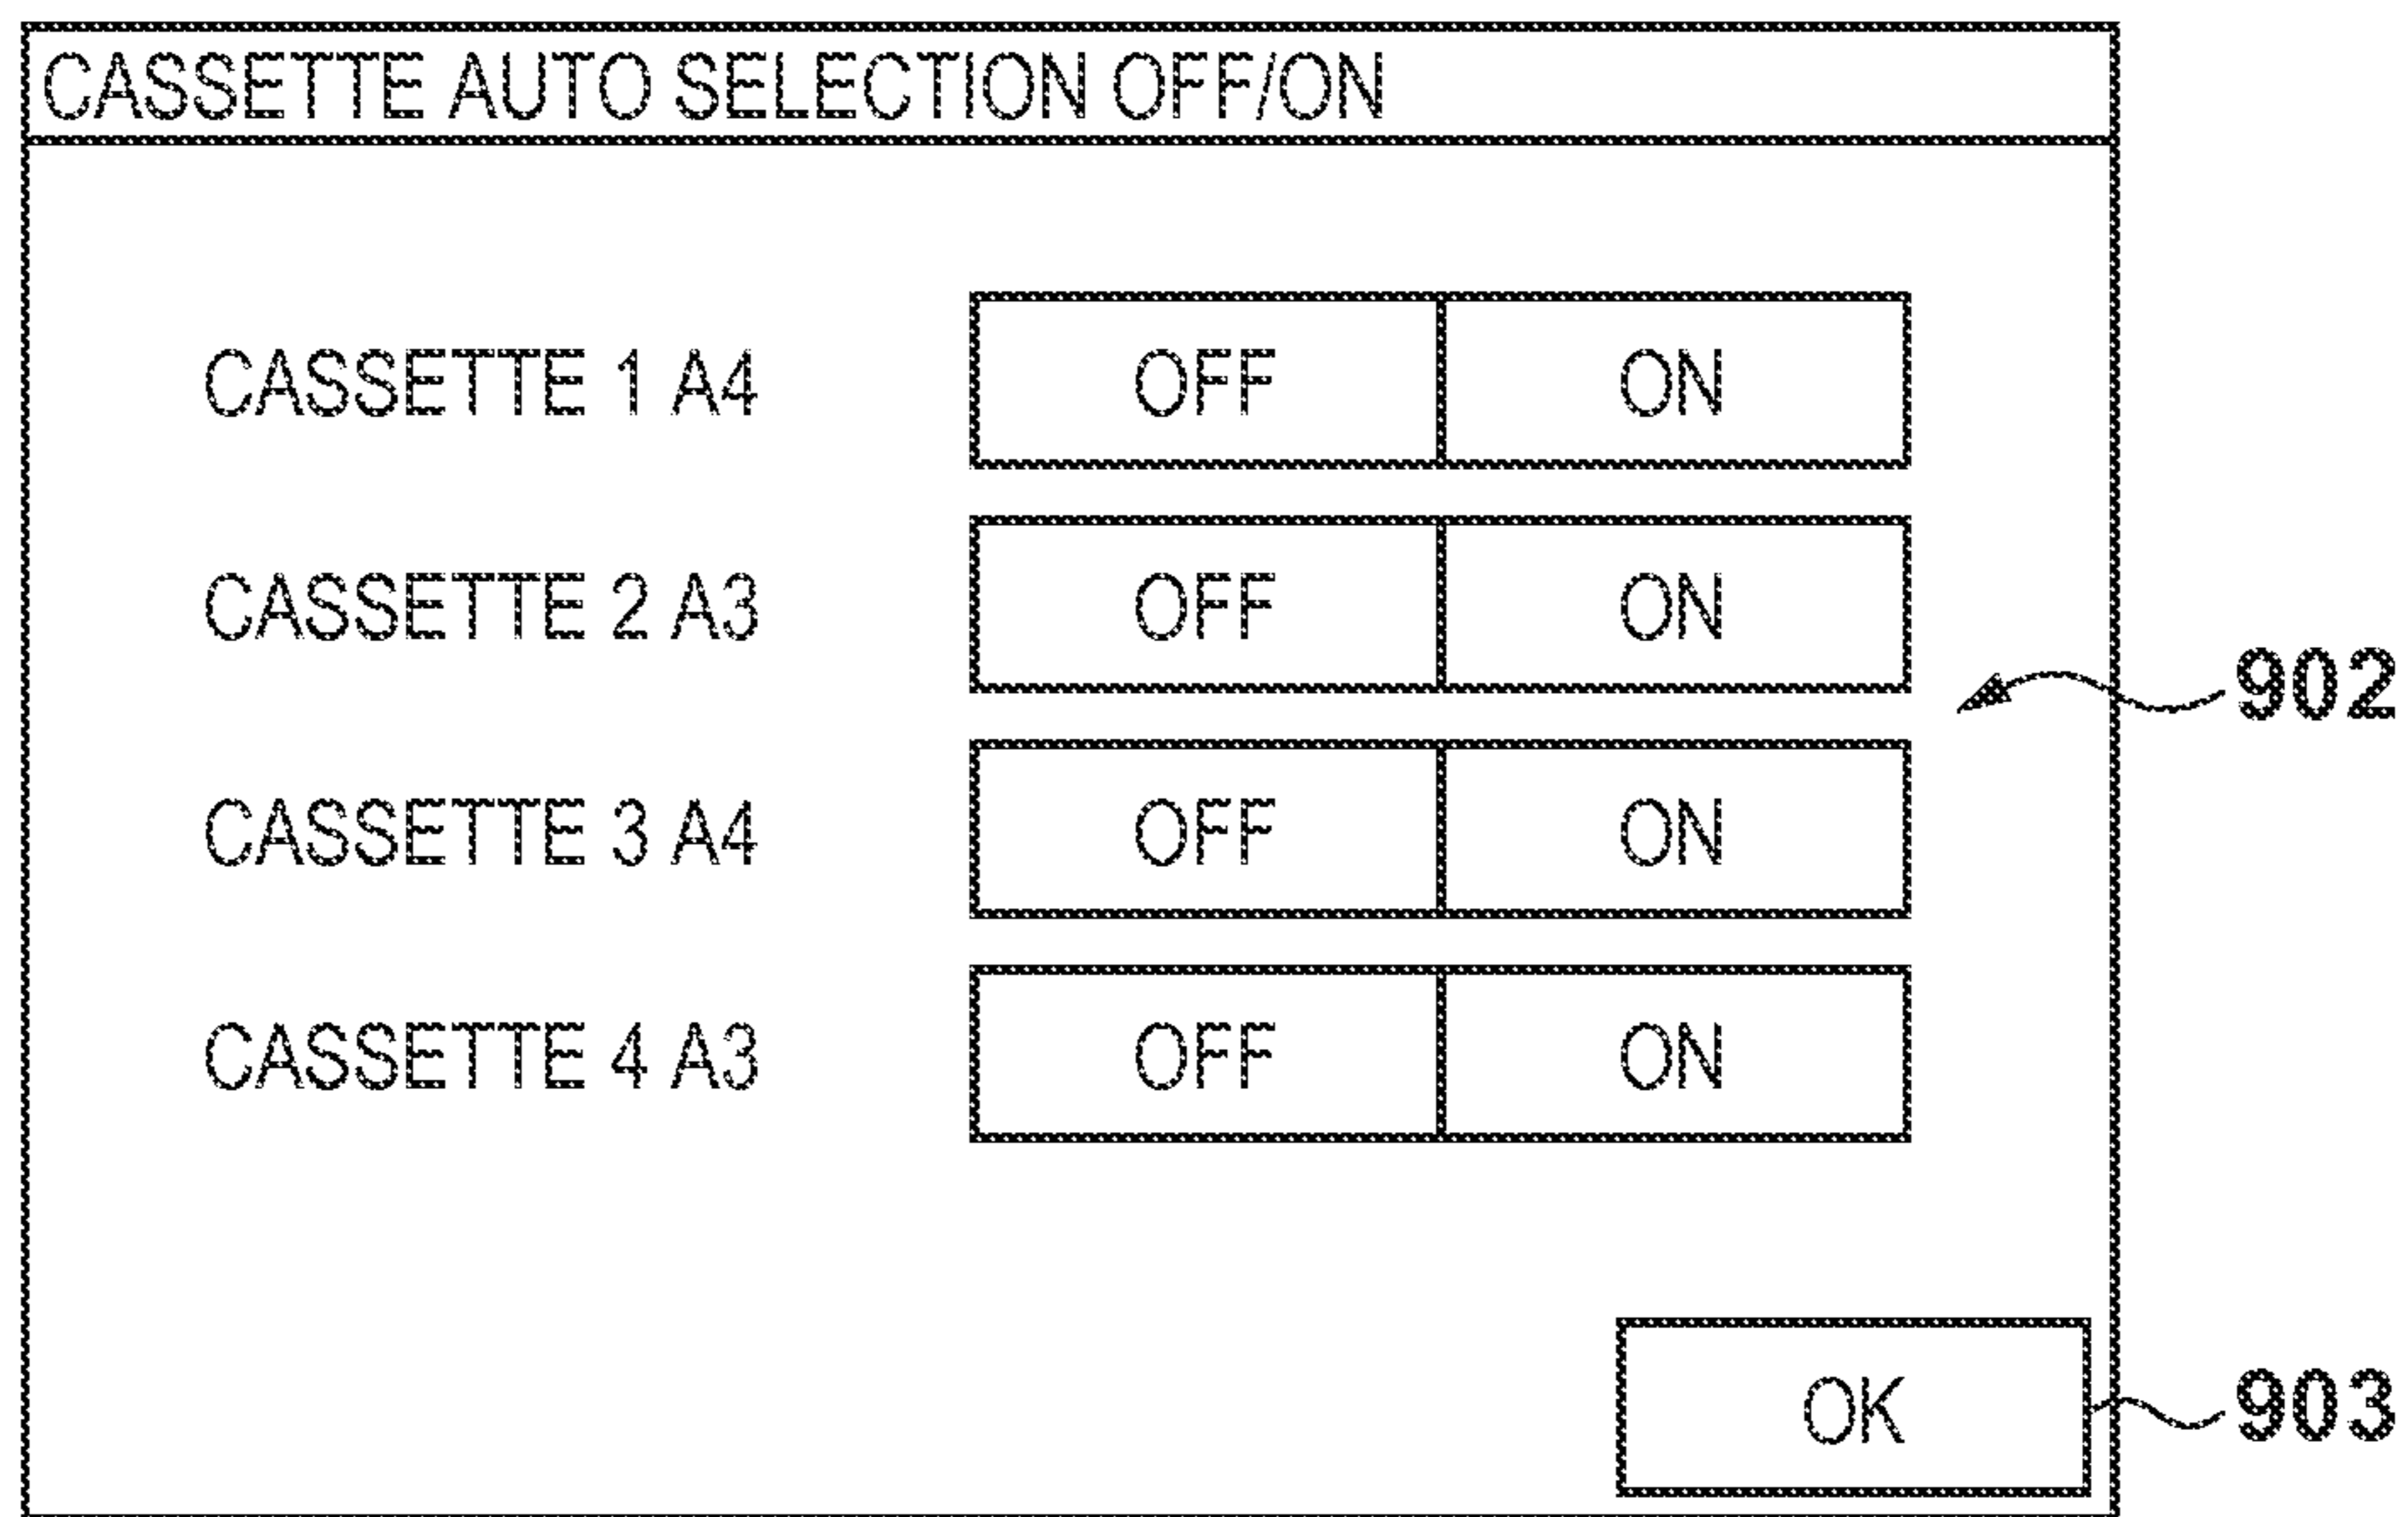 CASSETTE AUTO SELECTION OFF/ON
CASSETTE 1 A4 OFF ON
CASSETTE 2 A3 OFF ON
902
CASSETTE 3 A4 OFF ON
CASSETTE 4 A3 OFF ON
OK 903